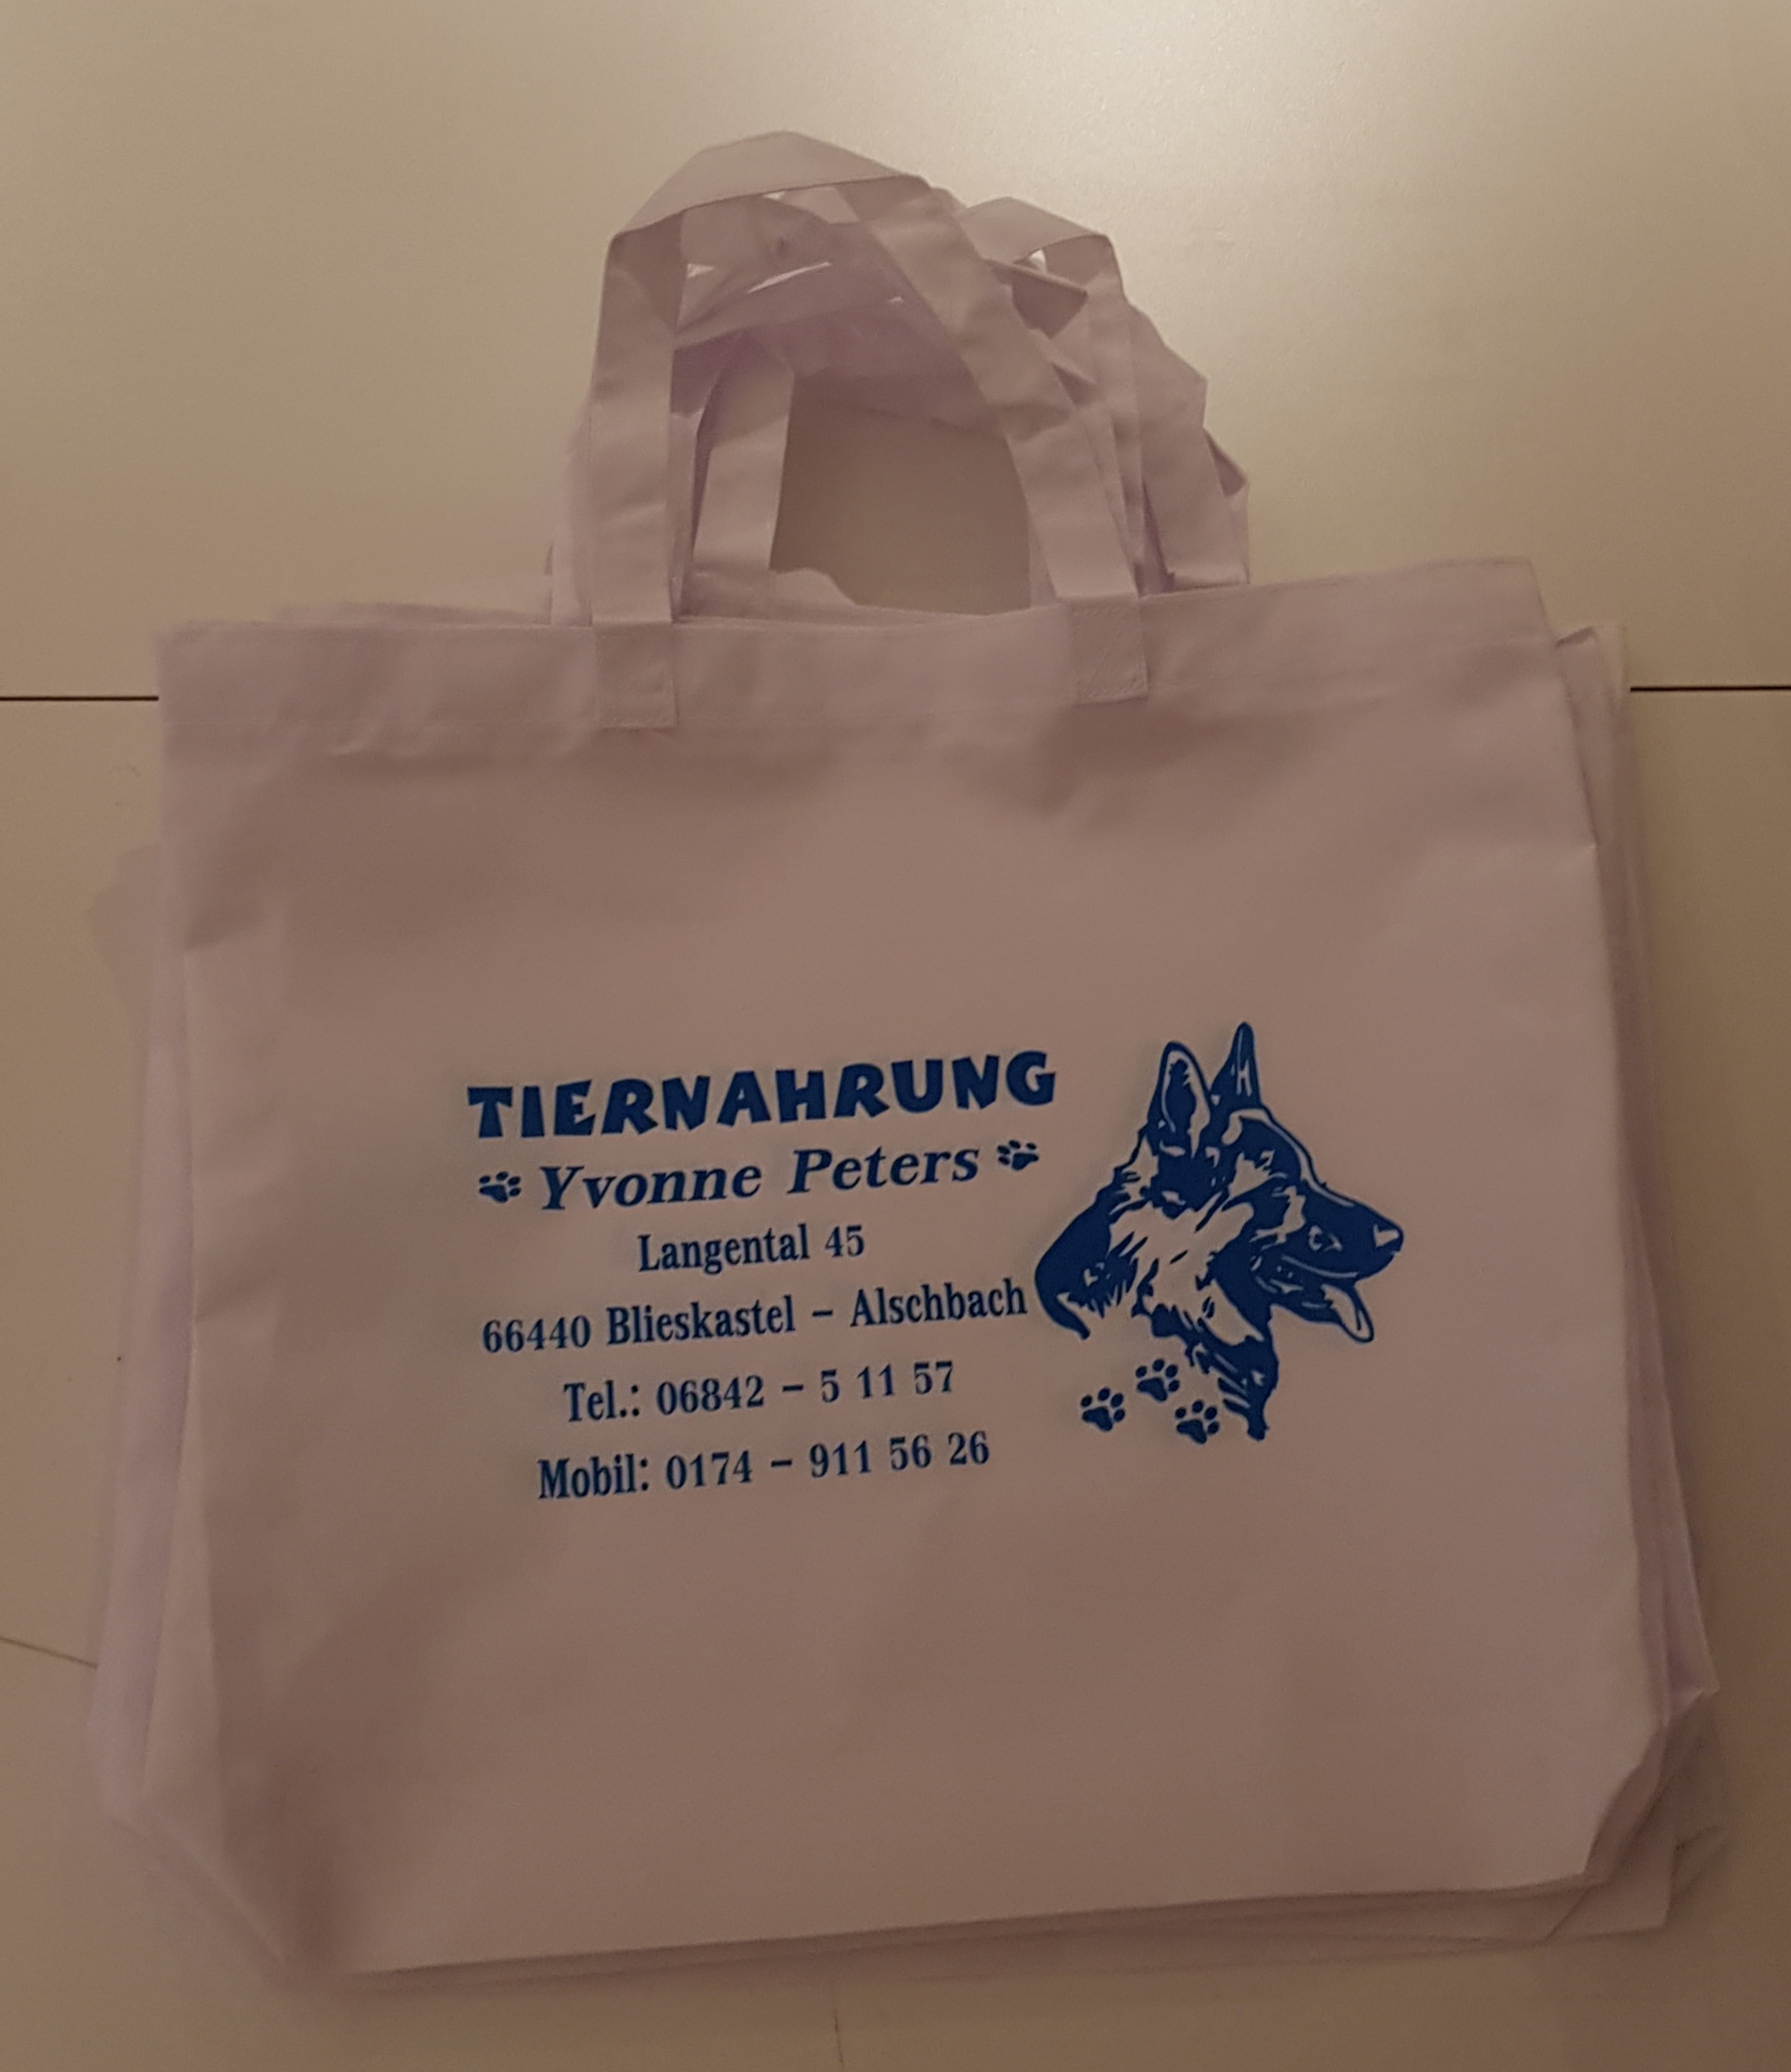 TIERNAHRUNG
Yvonne Peters
Langental 45
66440 Blieskastel – Alschbach
Tel.: 06842 – 5 11 57
Mobil: 0174 – 911 56 26